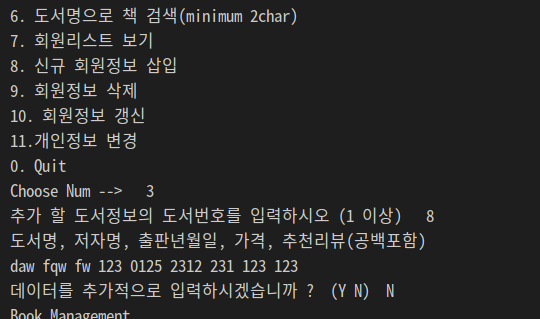 6. 도서명으로 책 검색(minimum 2char)
7. 회원리스트 보기
8. 신규 회원정보 삽입
9. 회원정보 삭제
10. 회원정보 갱신
11.개인정보 변경
0. Quit
Choose Num --> 3
추가 할 도서정보의 도서번호를 입력하시오 (1 이상) 8
도서명, 저자명, 출판년월일, 가격, 추천리뷰(공백포함)
daw fqw fw 123 0125 2312 231 123 123
데이터를 추가적으로 입력하시겠습니까 ? (Y N) N
Book Management